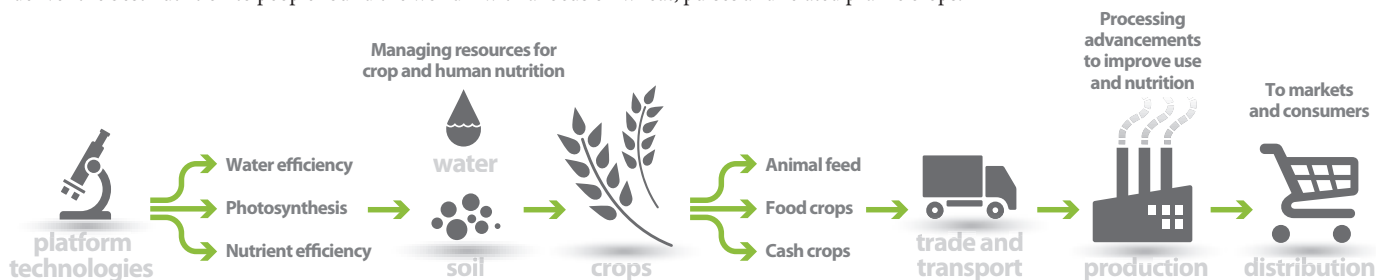 Managing resources for
crop and human nutrition
Processing
advancements
to improve use
and nutrition
To markets
and consumers
water
Water efficiency
Photosynthesis
Nutrient efficiency
Animal feed
Food crops
Cash crops
platform
technologies
soil
crops
trade and
transport
production
distribution